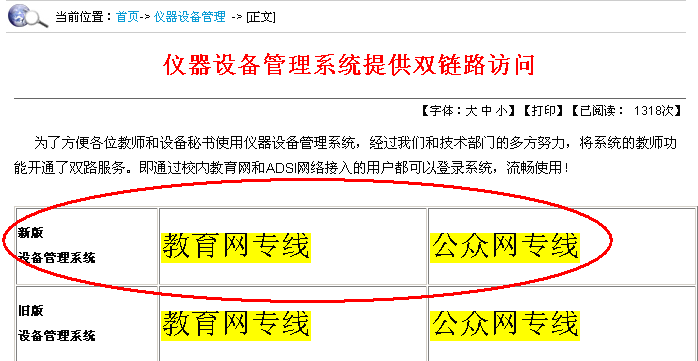 当前位置：首页-> 仪器设备管理 -> [正文]
仪器设备管理系统提供双链路访问
【字体：大 中 小】【打印】【已阅读： 1318次】
为了方便各位教师和设备秘书使用仪器设备管理系统，经过我们和技术部门的多方努力，将系统的教师功
能开通了双路服务。即通过校内教育网和ADSI网络接入的用户都可以登录系统，流畅使用！
新版
设备管理系统
教育网专线
公众网专线
旧版
设备管理系统
教育网专线
公众网专线